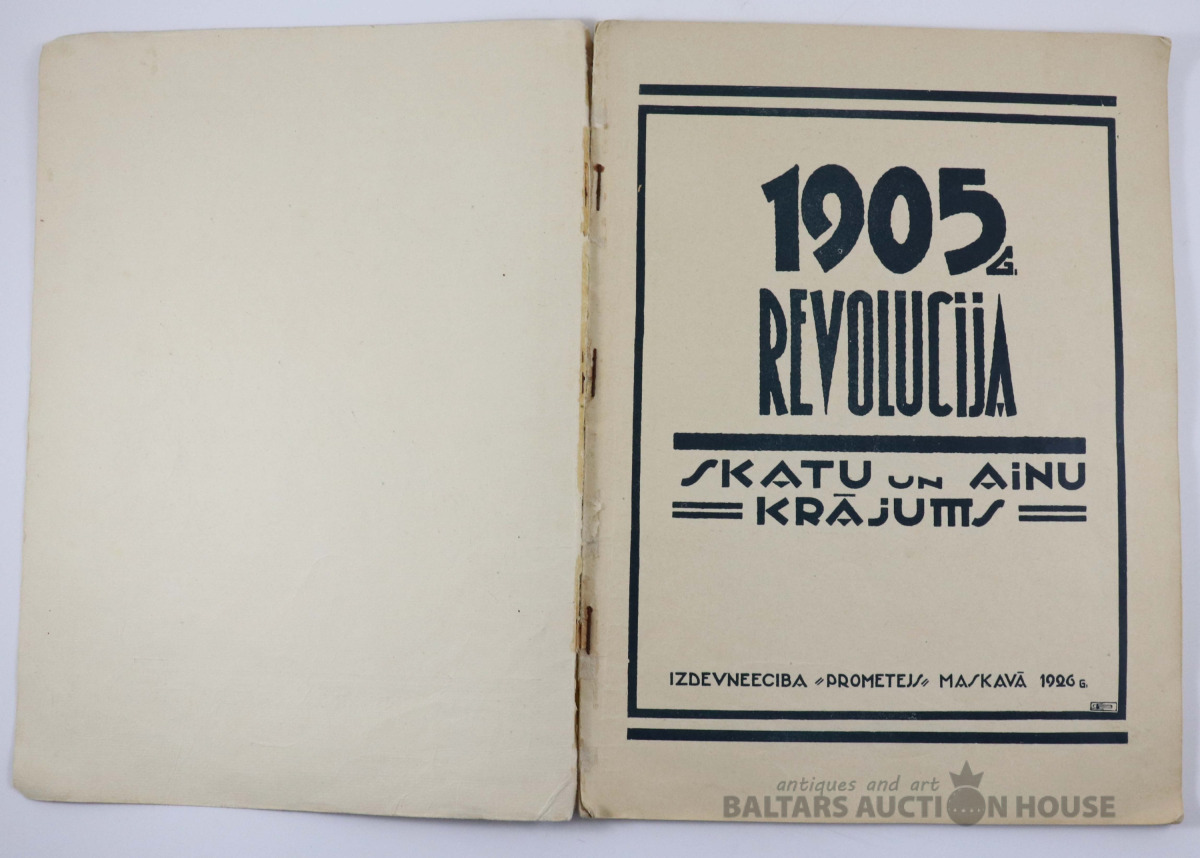 1905 G.
REVOLUCIJA
SKATU UN AINU
KRĀJUMS
IZDEVNEECIBA "PROMETEJS" MASKAVĀ 1926 G.
antiques and art
BALTARS AUCTION HOUSE